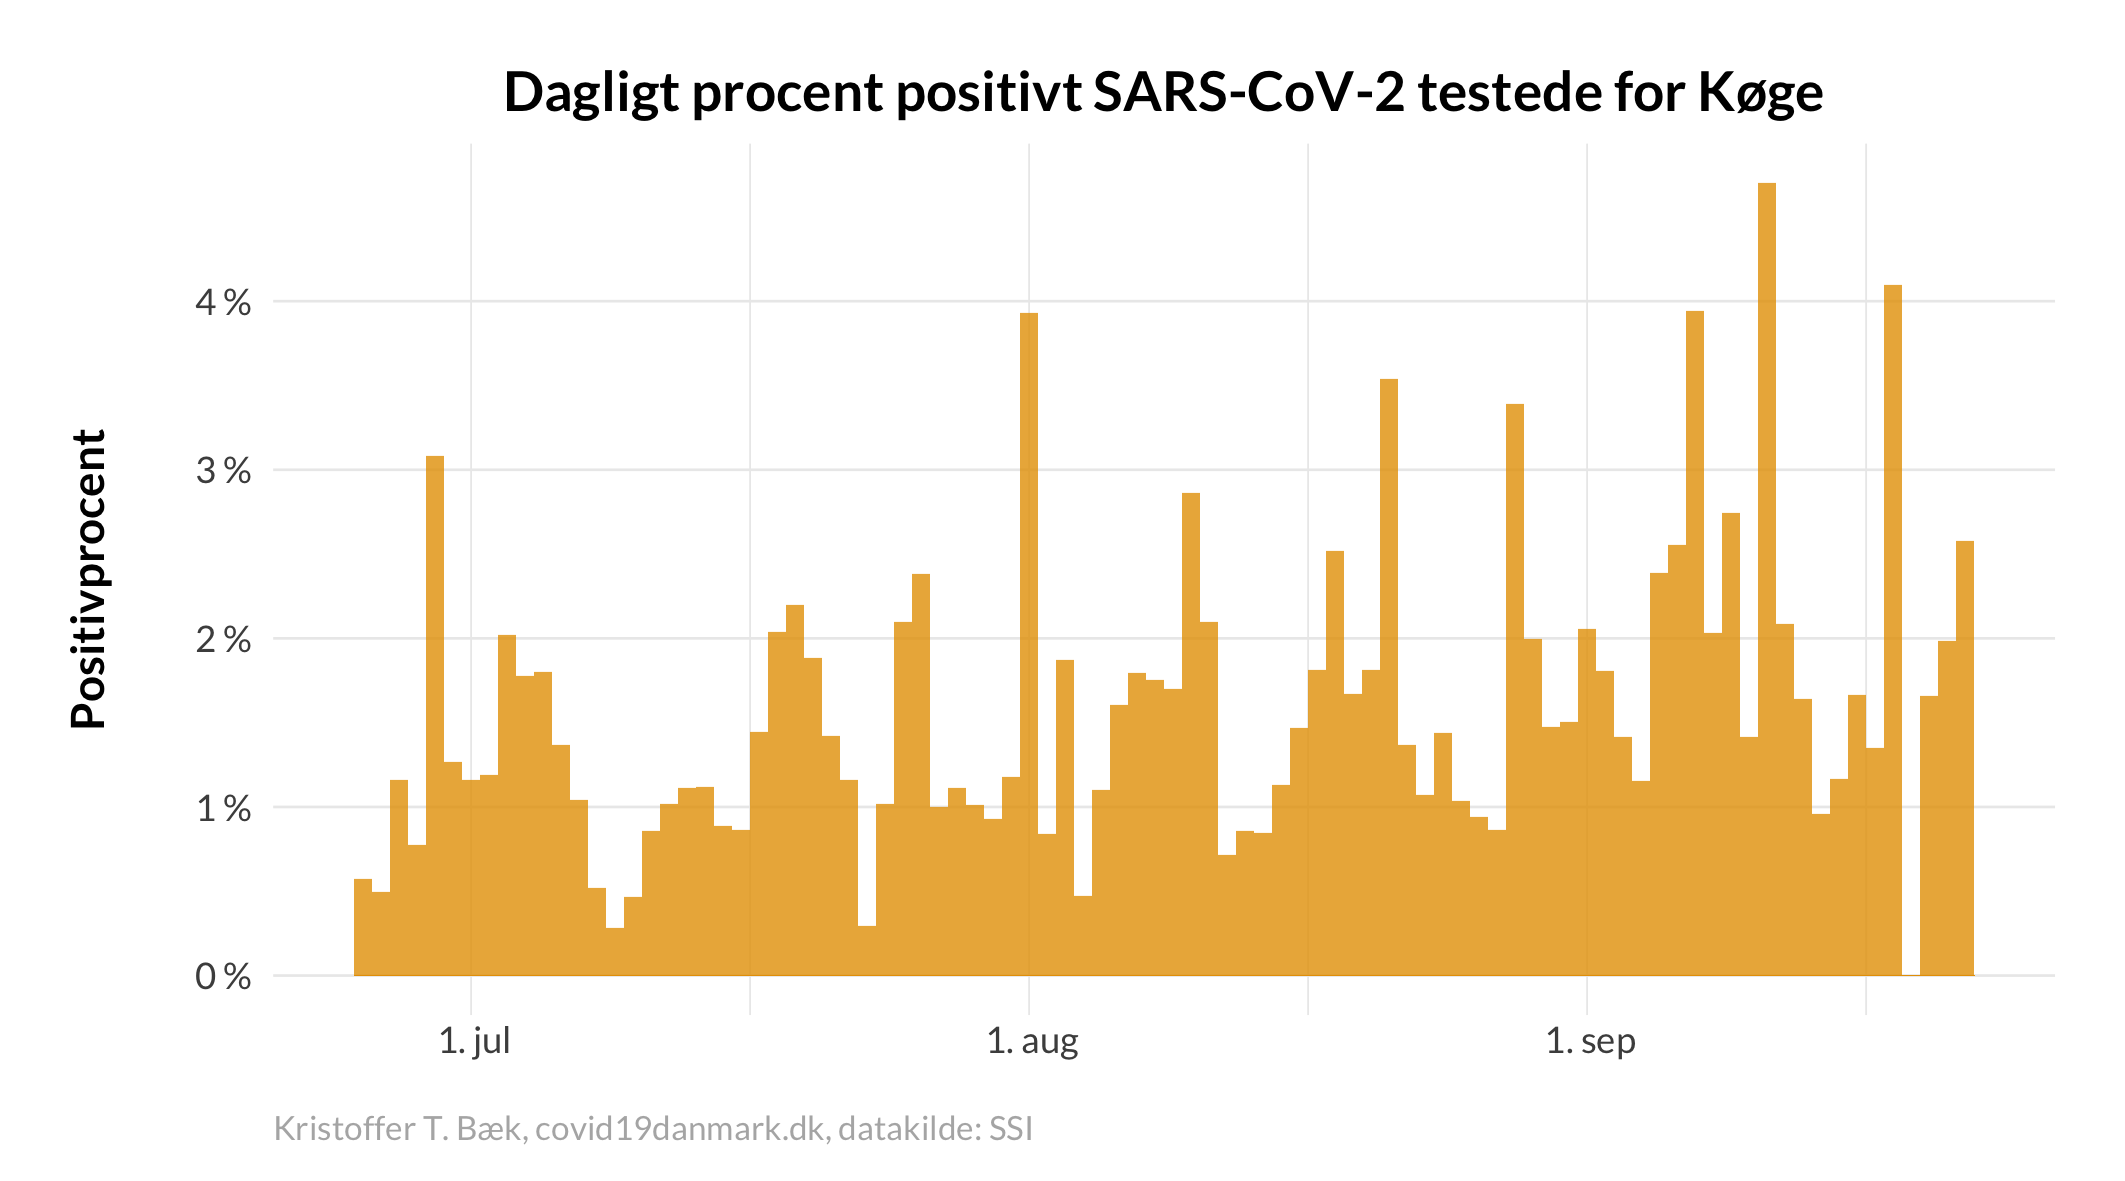 Dagligt procent positivt SARS-CoV-2 testede for Køge
Positivprocent
4 %
3 %
2 %
1 %
0 %
1. jul
1. aug
1. sep
Kristoffer T. Bæk, covid19danmark.dk, datakilde: SSI